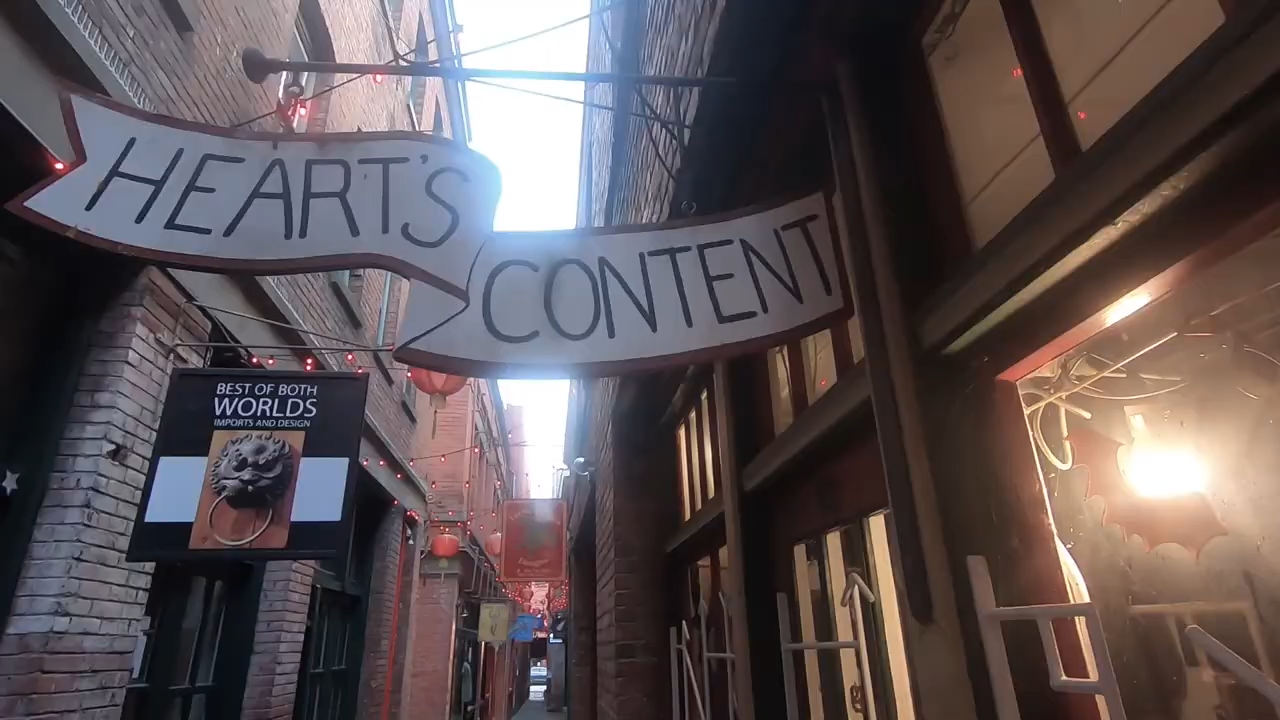 HEART'S
CONTENT
BEST OF BOTH
WORLDS
IMPORTS AND DESIGN